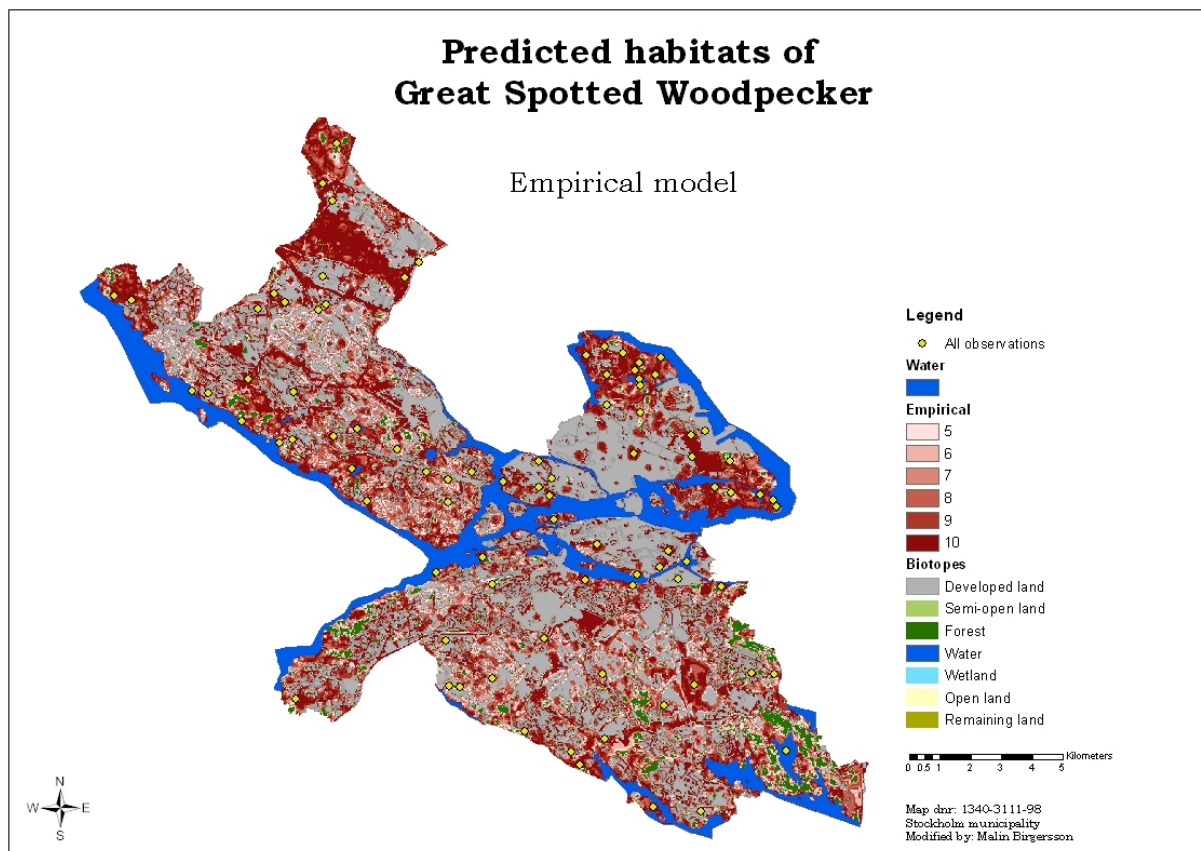 Predicted habitats of
Great Spotted Woodpecker
Empirical model
Legend
All observations
Water
Empirical
5
6
7
8
9
10
Biotopes
Developed land
Semi-open land
Forest
Water
Wetland
Open land
Remaining land
Kilometers
0 0.5 1 2 3 4 5
N
W E
S
Map dnr: 1340-3111-98
Stockholm municipality
Modified by: Malin Birgersson